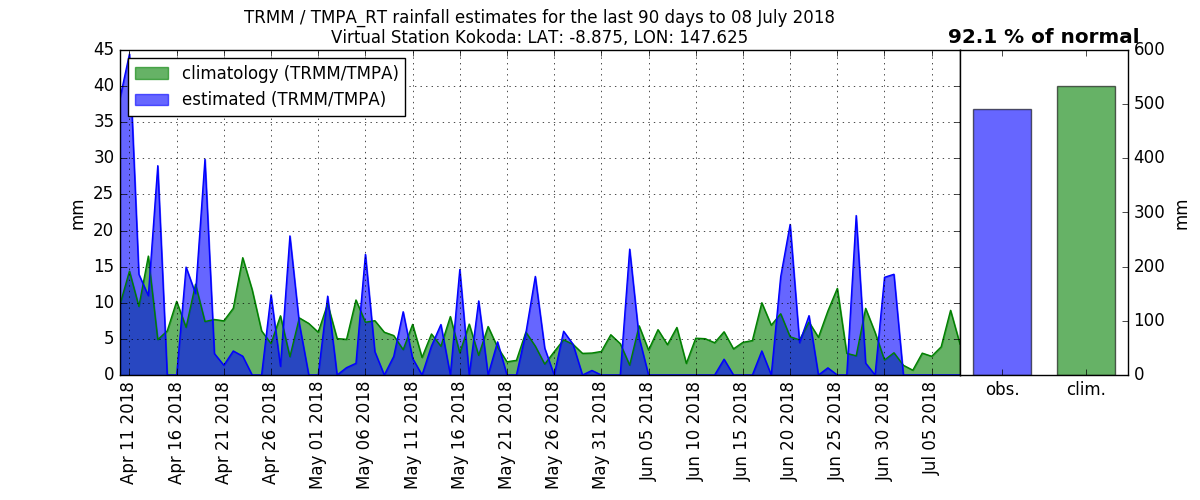 TRMM / TMPA_RT rainfall estimates for the last 90 days to 08 July 2018
Virtual Station Kokoda: LAT: -8.875, LON: 147.625
92.1 % of normal
climatology (TRMM/TMPA)
estimated (TRMM/TMPA)
mm
45
40
35
30
25
20
15
10
5
0
Apr 11 2018
Apr 16 2018
Apr 21 2018
Apr 26 2018
May 01 2018
May 06 2018
May 11 2018
May 16 2018
May 21 2018
May 26 2018
May 31 2018
Jun 05 2018
Jun 10 2018
Jun 15 2018
Jun 20 2018
Jun 25 2018
Jun 30 2018
Jul 05 2018
obs.
clim.
600
500
400
300
200
100
0
mm